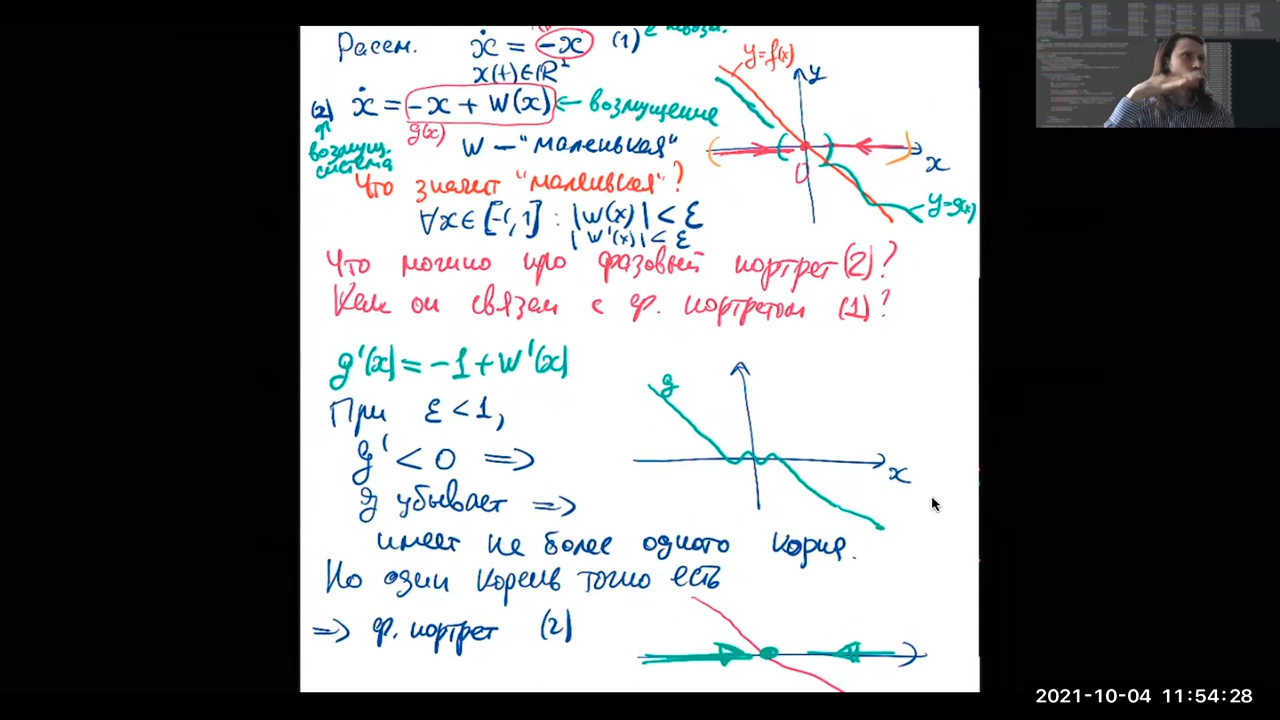 Рассм. ẋ = -x (1)
x(t)∈ℝ¹
(2) ẋ = -x + w(x) ← возмущение
g(x)
возмущ.
система
w — "маленькая"
Что значит "маленькая"?
∀x∈[-1,1] : |w(x)| < ε
|w'(x)| < ε
y=f(x)
y
x
0
y=g(x)
Что можно про фазовый портрет (2)?
Как он связан с ф. портретом (1)?
g'(x) = -1 + w'(x)
При ε < 1,
g' < 0 ⇒
g убывает ⇒
имеет не более одного корня.
Но один корень точно есть
⇒ ф. портрет (2)
g
x
2021-10-04 11:54:28